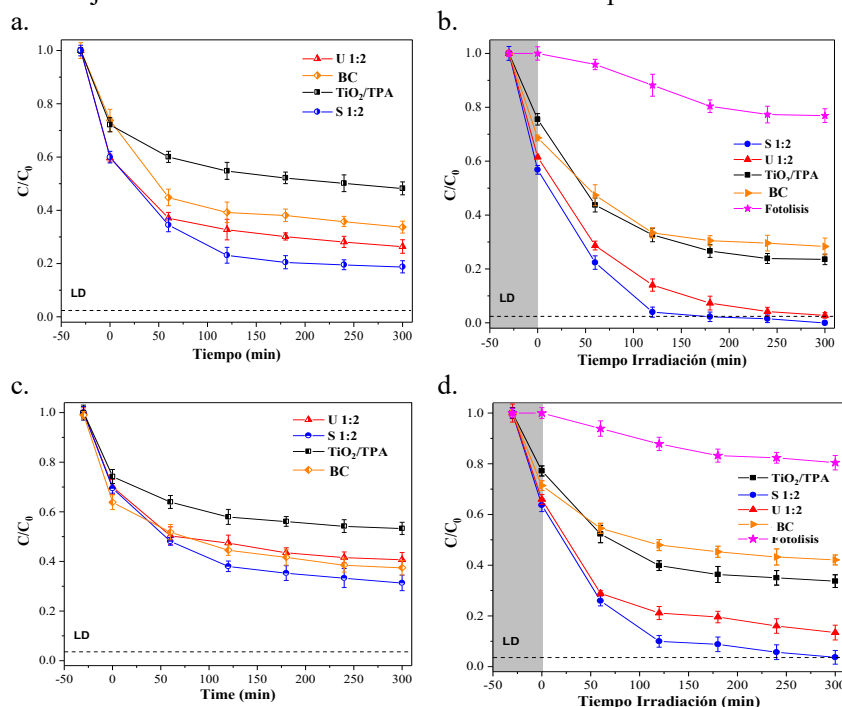 a.
U 1:2
BC
TiO2/TPA
S 1:2
C/C0
1.0
0.8
0.6
0.4
0.2
0.0
LD
-50 0 50 100 150 200 250 300
Tiempo (min)
b.
S 1:2
U 1:2
TiO2/TPA
BC
Fotolisis
C/C0
1.0
0.8
0.6
0.4
0.2
0.0
LD
-50 0 50 100 150 200 250 300
Tiempo Irradiación (min)
c.
U 1:2
S 1:2
TiO2/TPA
BC
C/C0
1.0
0.8
0.6
0.4
0.2
0.0
LD
-50 0 50 100 150 200 250 300
Time (min)
d.
TiO2/TPA
S 1:2
U 1:2
BC
Fotolisis
C/C0
1.0
0.8
0.6
0.4
0.2
0.0
LD
-50 0 50 100 150 200 250 300
Tiempo Irradiación (min)